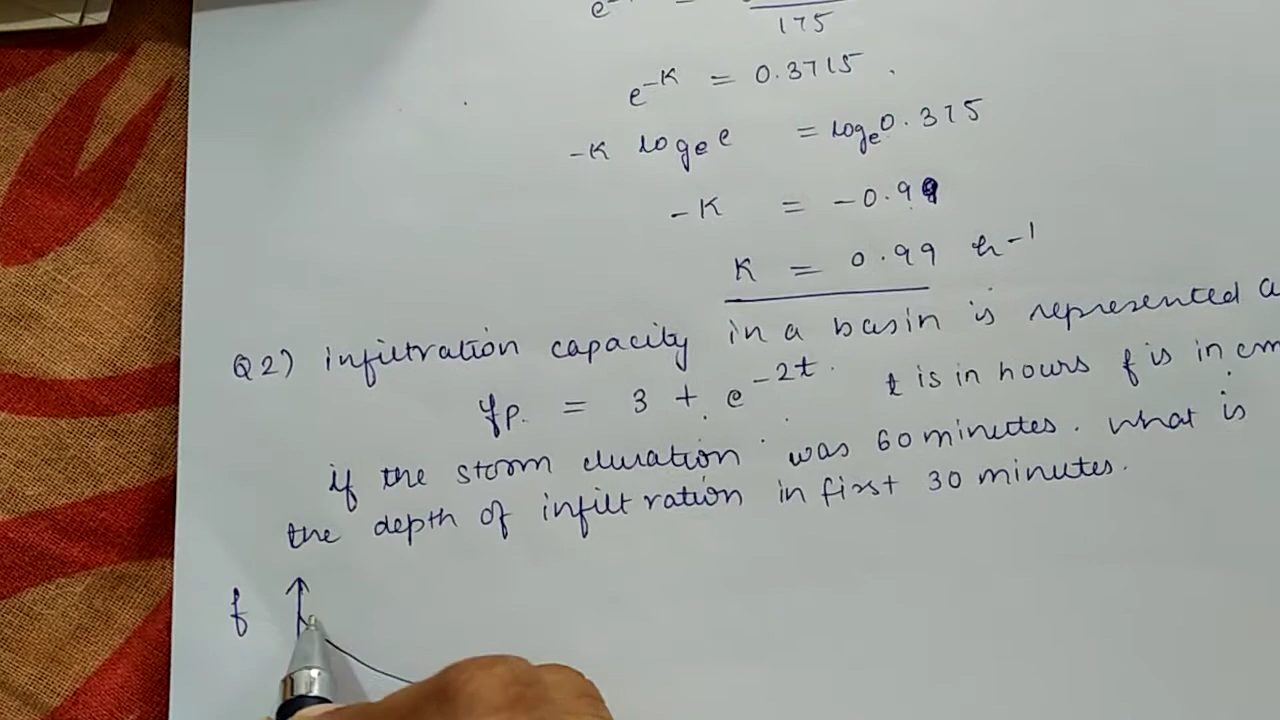 175
e^-K = 0.3715
-K log_e e = log_e 0.375
-K = -0.99
K = 0.99 h^-1
Q2) infiltration capacity in a basin is represented
fp. = 3 + e^-2t. t is in hours f is in cm
if the storm duration was 60 minutes. What is
the depth of infiltration in first 30 minutes.
f